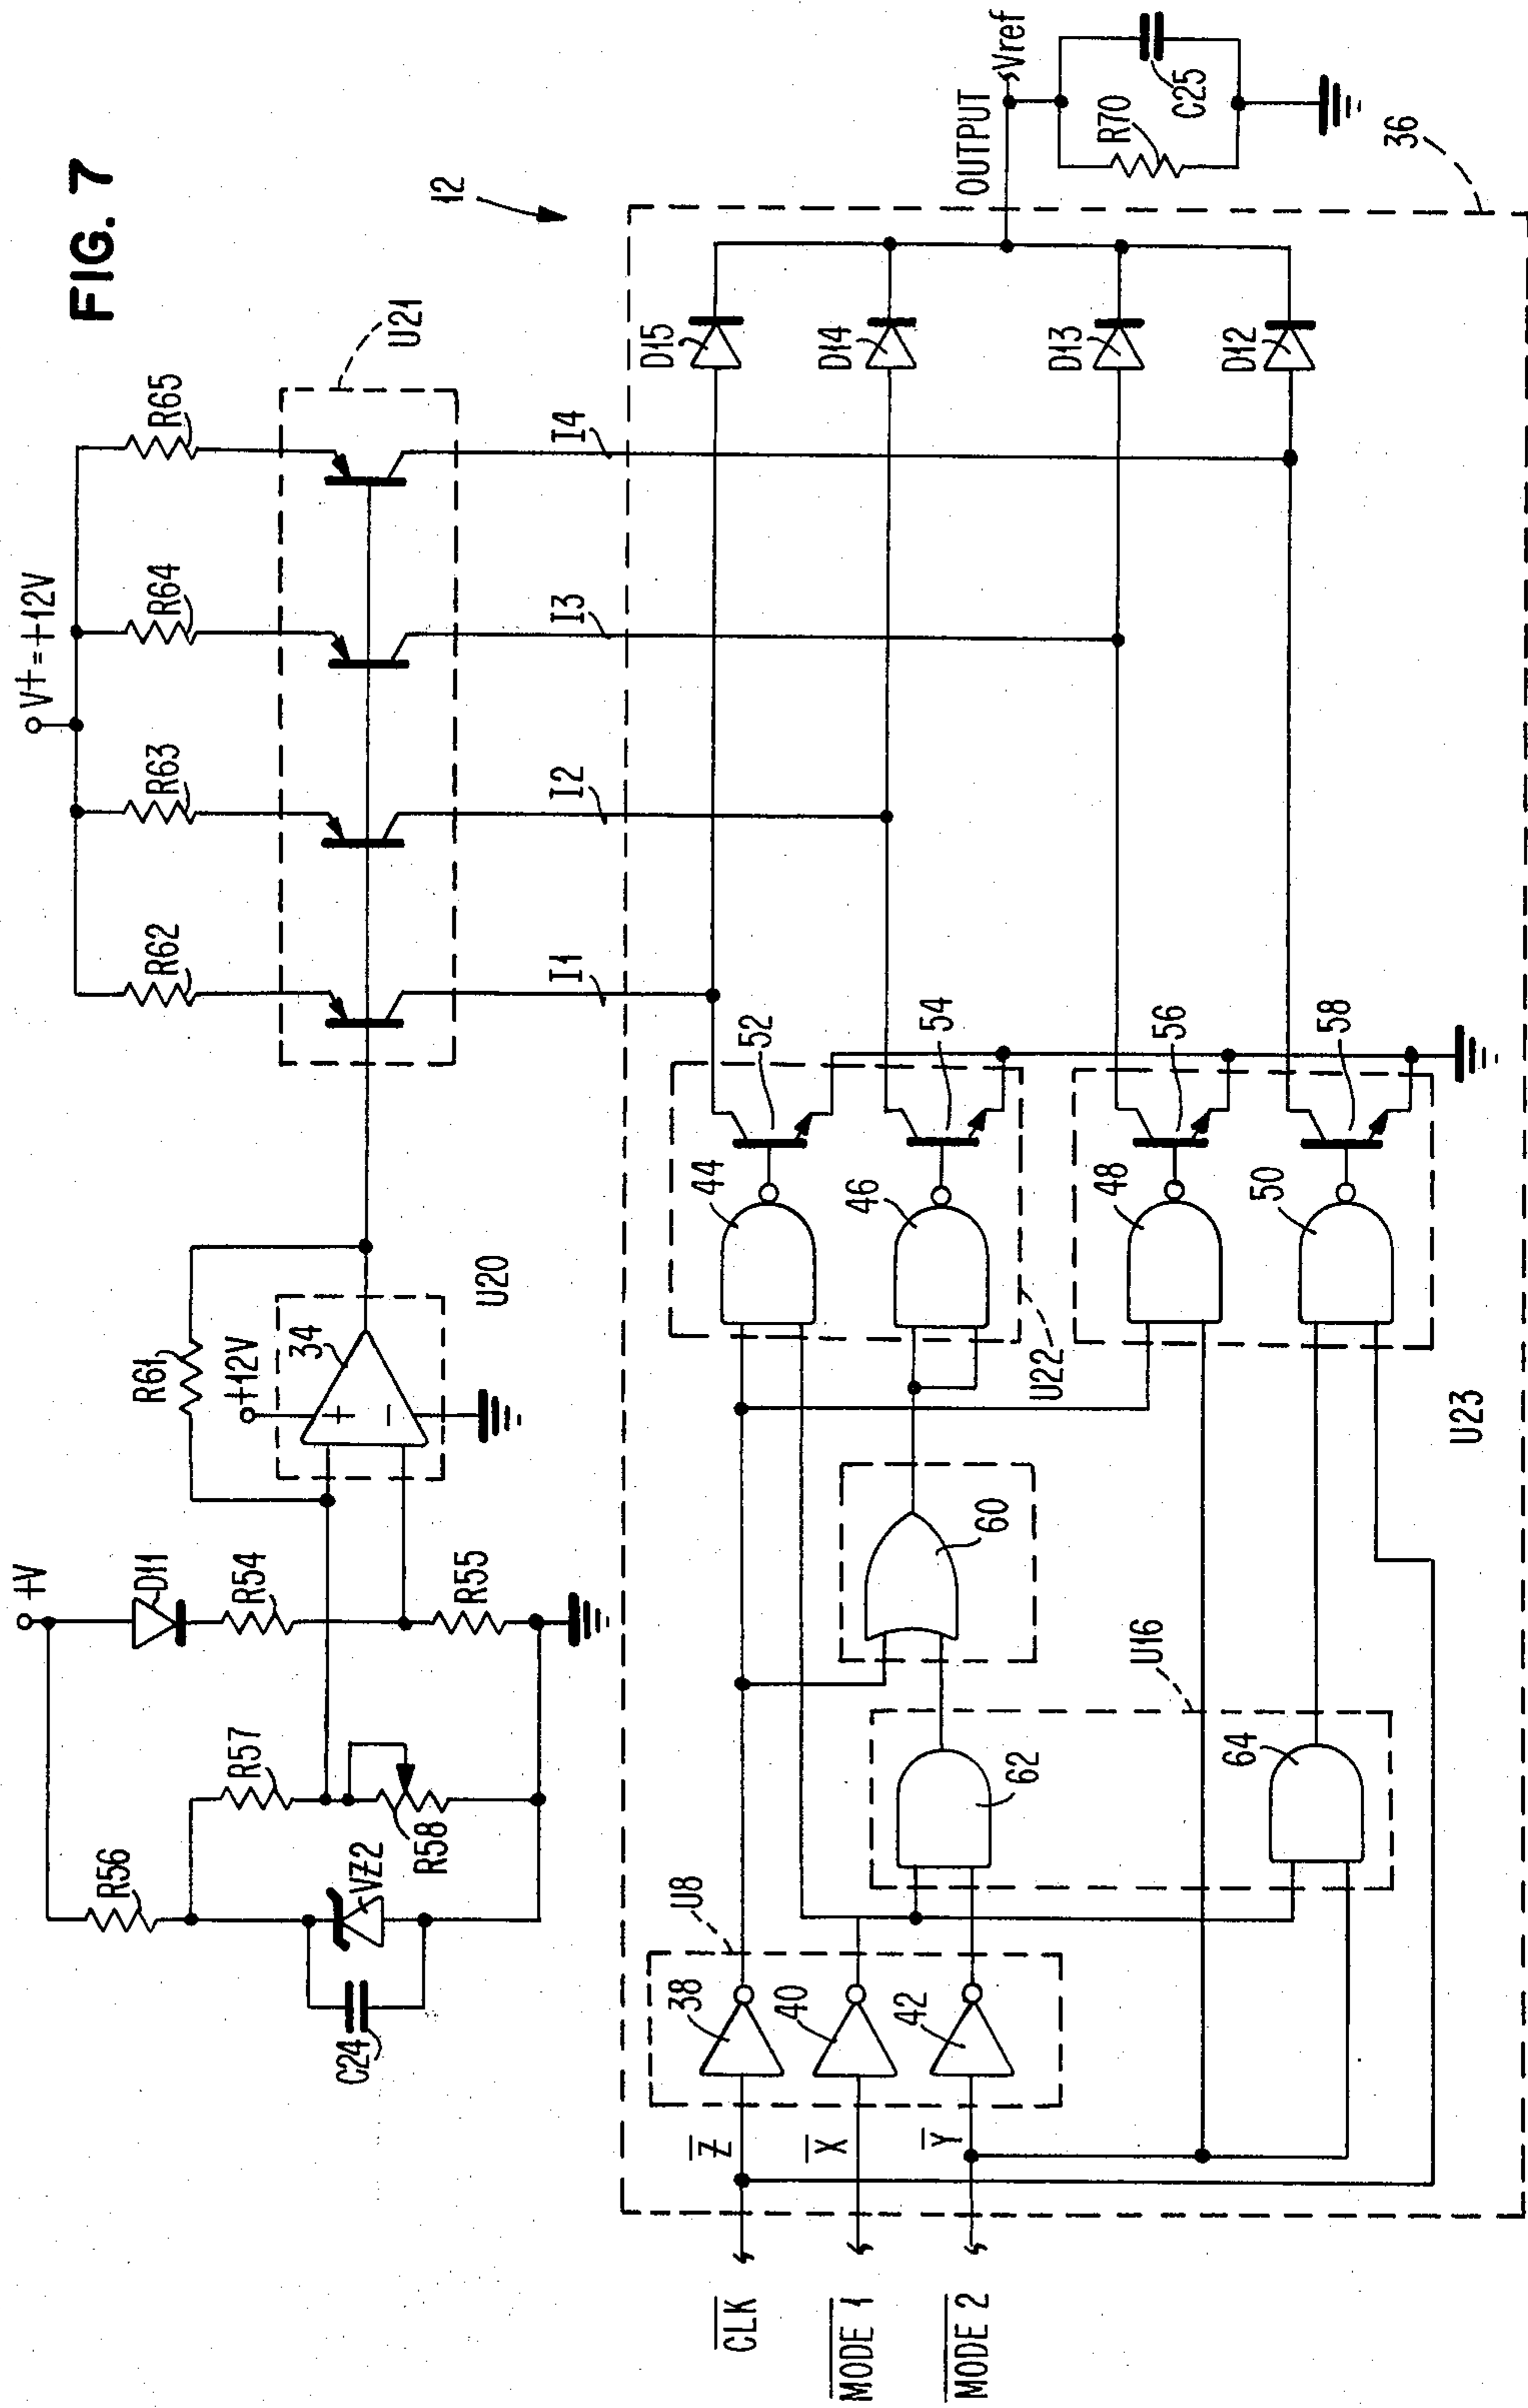 FIG. 7
V+=+12V
R62
R63
R64
R65
U21
+V
R56
R57
D11
R54
R61
+12V
34
+
−
U20
C24
VZ2
R58
R55
I1
I2
I3
I4
12
CLK
MODE 1
MODE 2
Z
X
Y
U8
38
40
42
U16
62
64
60
44
46
48
50
U22
U23
52
54
56
58
D15
D14
D13
D12
OUTPUT
Vref
R70
C25
36